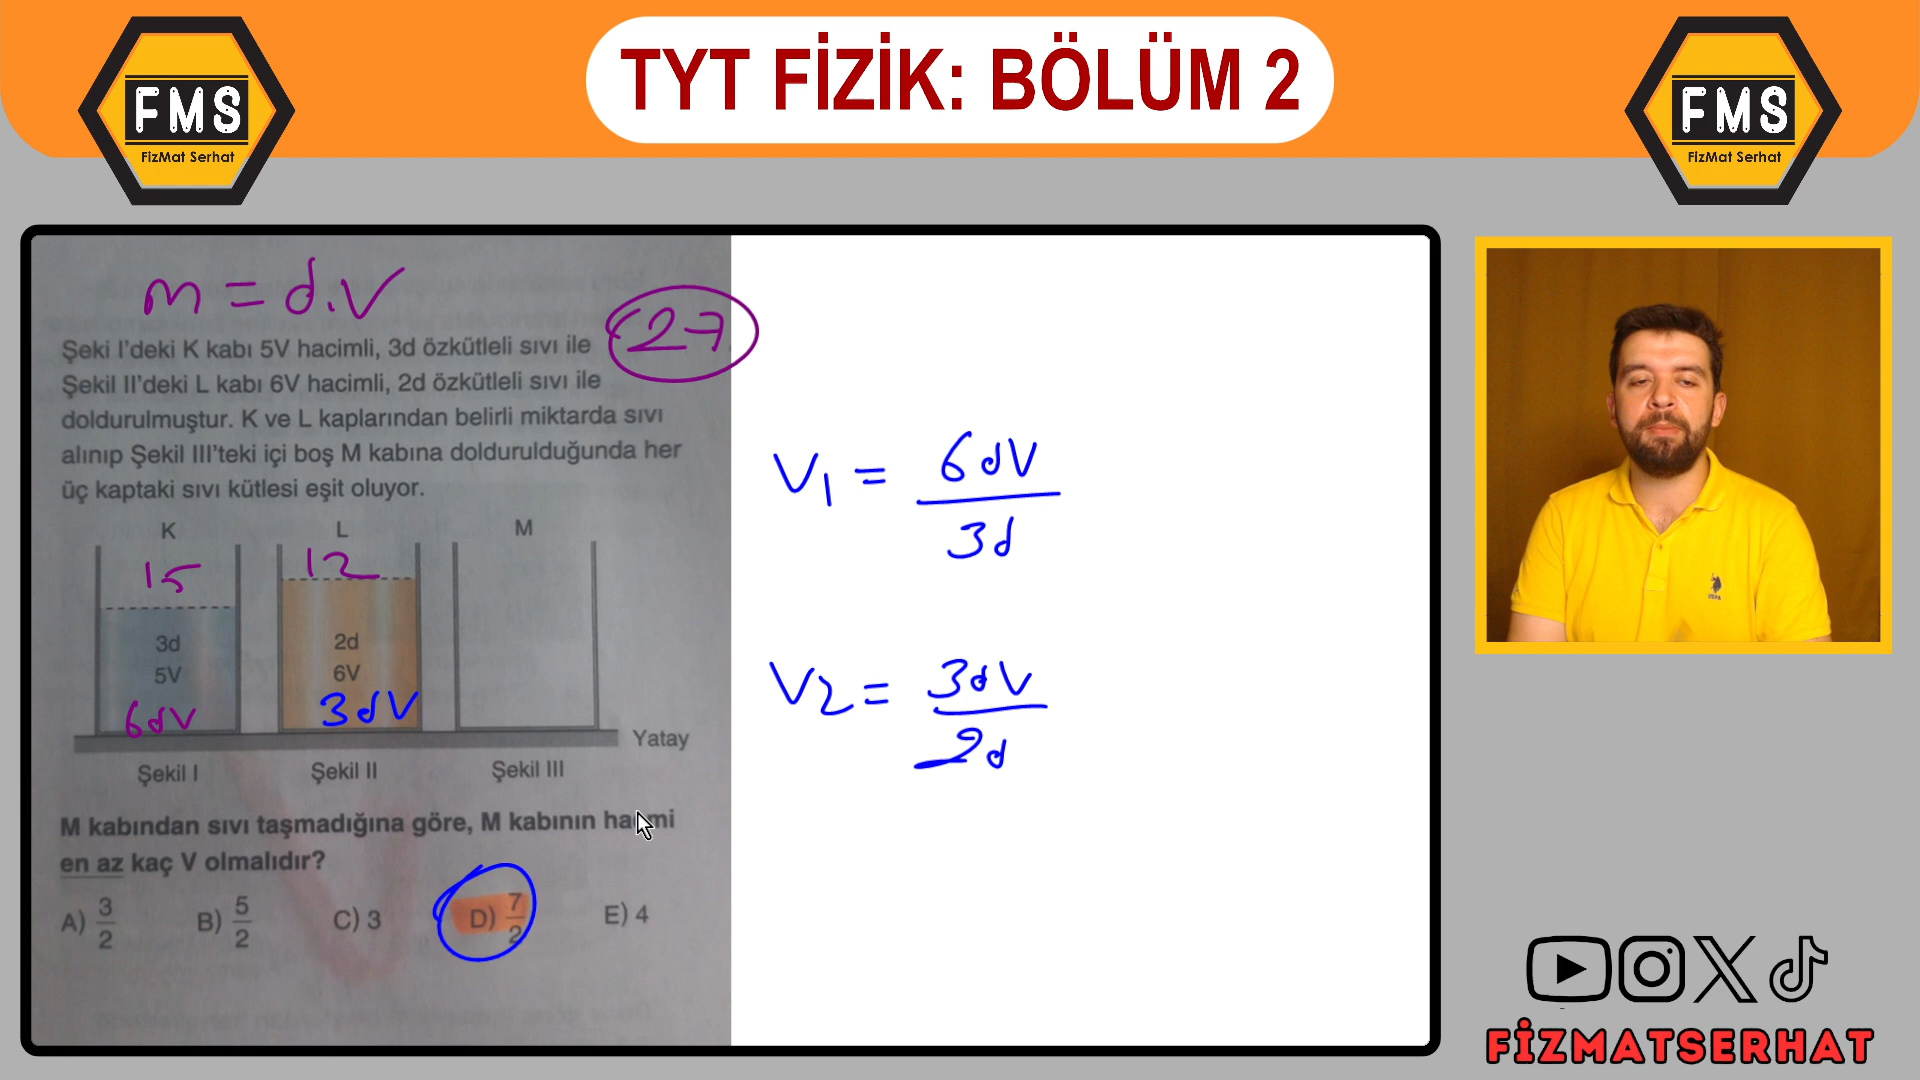 TYT FİZİK: BÖLÜM 2
FMS
FizMat Serhat
FMS
FizMat Serhat
m = d.V
27
Şeki I'deki K kabı 5V hacimli, 3d özkütleli sıvı ile
Şekil II'deki L kabı 6V hacimli, 2d özkütleli sıvı ile
doldurulmuştur. K ve L kaplarından belirli miktarda sıvı
alınıp Şekil III'teki içi boş M kabına doldurulduğunda her
üç kaptaki sıvı kütlesi eşit oluyor.
K L M
15 12
3d 2d
5V 6V
6dV 3dV
Yatay
Şekil I Şekil II Şekil III
M kabından sıvı taşmadığına göre, M kabının hacmi
en az kaç V olmalıdır?
A) 3/2 B) 5/2 C) 3 D) 7/2 E) 4
V1 = 6dV/3d
V2 = 3dV/2d
U.S. POLO ASSN.
FİZMATSERHAT